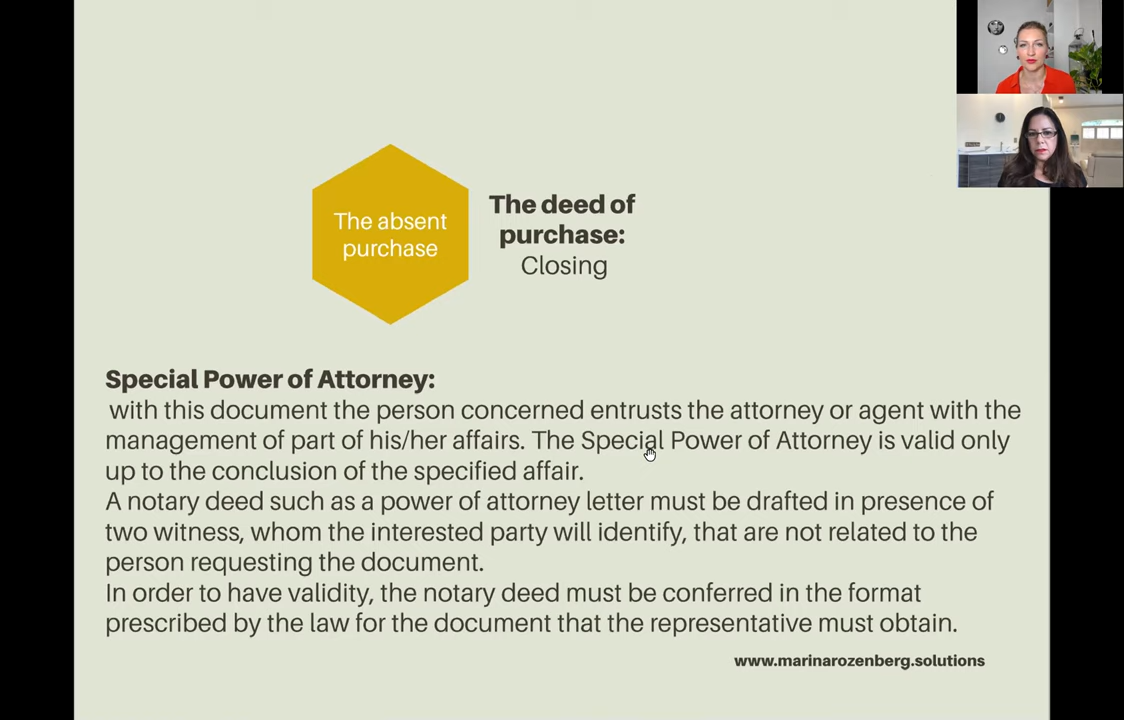 The absent
purchase
The deed of
purchase:
Closing
Special Power of Attorney:
with this document the person concerned entrusts the attorney or agent with the
management of part of his/her affairs. The Special Power of Attorney is valid only
up to the conclusion of the specified affair.
A notary deed such as a power of attorney letter must be drafted in presence of
two witness, whom the interested party will identify, that are not related to the
person requesting the document.
In order to have validity, the notary deed must be conferred in the format
prescribed by the law for the document that the representative must obtain.
www.marinarozenberg.solutions